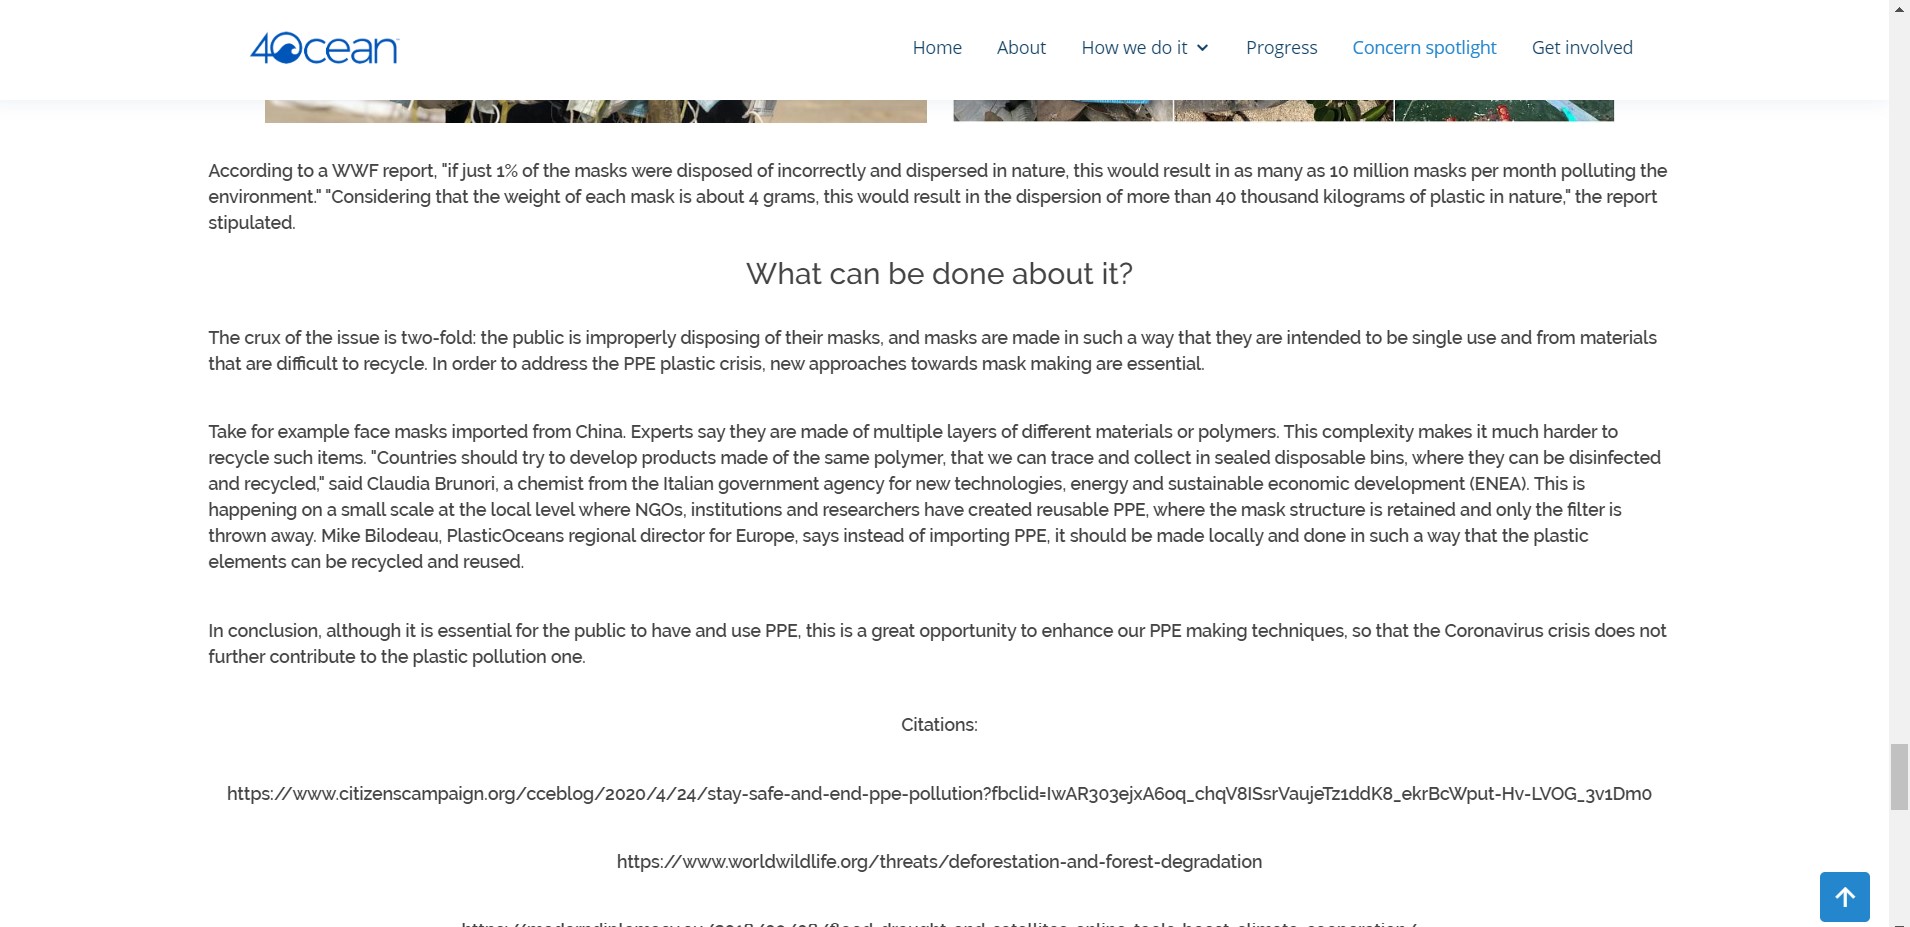 4Ocean
Home About How we do it Progress Concern spotlight Get involved
According to a WWF report, "if just 1% of the masks were disposed of incorrectly and dispersed in nature, this would result in as many as 10 million masks per month polluting the
environment." "Considering that the weight of each mask is about 4 grams, this would result in the dispersion of more than 40 thousand kilograms of plastic in nature," the report
stipulated.
What can be done about it?
The crux of the issue is two-fold: the public is improperly disposing of their masks, and masks are made in such a way that they are intended to be single use and from materials
that are difficult to recycle. In order to address the PPE plastic crisis, new approaches towards mask making are essential.
Take for example face masks imported from China. Experts say they are made of multiple layers of different materials or polymers. This complexity makes it much harder to
recycle such items. "Countries should try to develop products made of the same polymer, that we can trace and collect in sealed disposable bins, where they can be disinfected
and recycled," said Claudia Brunori, a chemist from the Italian government agency for new technologies, energy and sustainable economic development (ENEA). This is
happening on a small scale at the local level where NGOs, institutions and researchers have created reusable PPE, where the mask structure is retained and only the filter is
thrown away. Mike Bilodeau, PlasticOceans regional director for Europe, says instead of importing PPE, it should be made locally and done in such a way that the plastic
elements can be recycled and reused.
In conclusion, although it is essential for the public to have and use PPE, this is a great opportunity to enhance our PPE making techniques, so that the Coronavirus crisis does not
further contribute to the plastic pollution one.
Citations:
https://www.citizenscampaign.org/cceblog/2020/4/24/stay-safe-and-end-ppe-pollution?fbclid=IwAR303ejxA6oq_chqV8ISsrVaujeTz1ddK8_ekrBcWput-Hv-LVOG_3v1Dm0
https://www.worldwildlife.org/threats/deforestation-and-forest-degradation